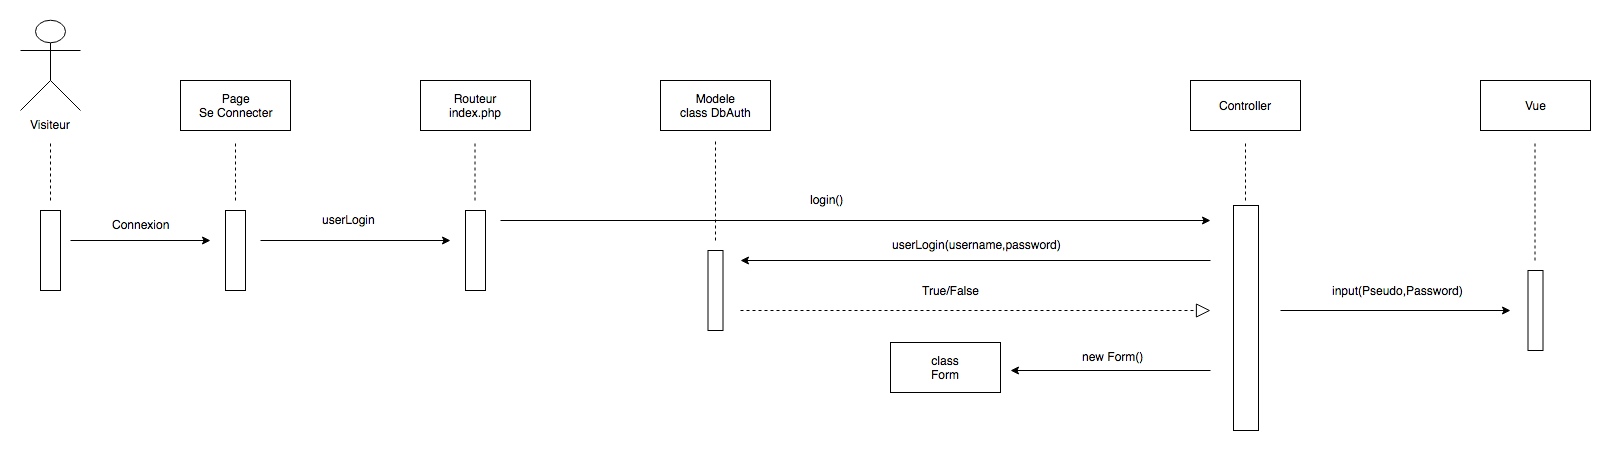 Visiteur
Page
Se Connecter
Routeur
index.php
Modele
class DbAuth
Controller
Vue
Connexion
userLogin
login()
userLogin(username,password)
True/False
input(Pseudo,Password)
new Form()
class
Form